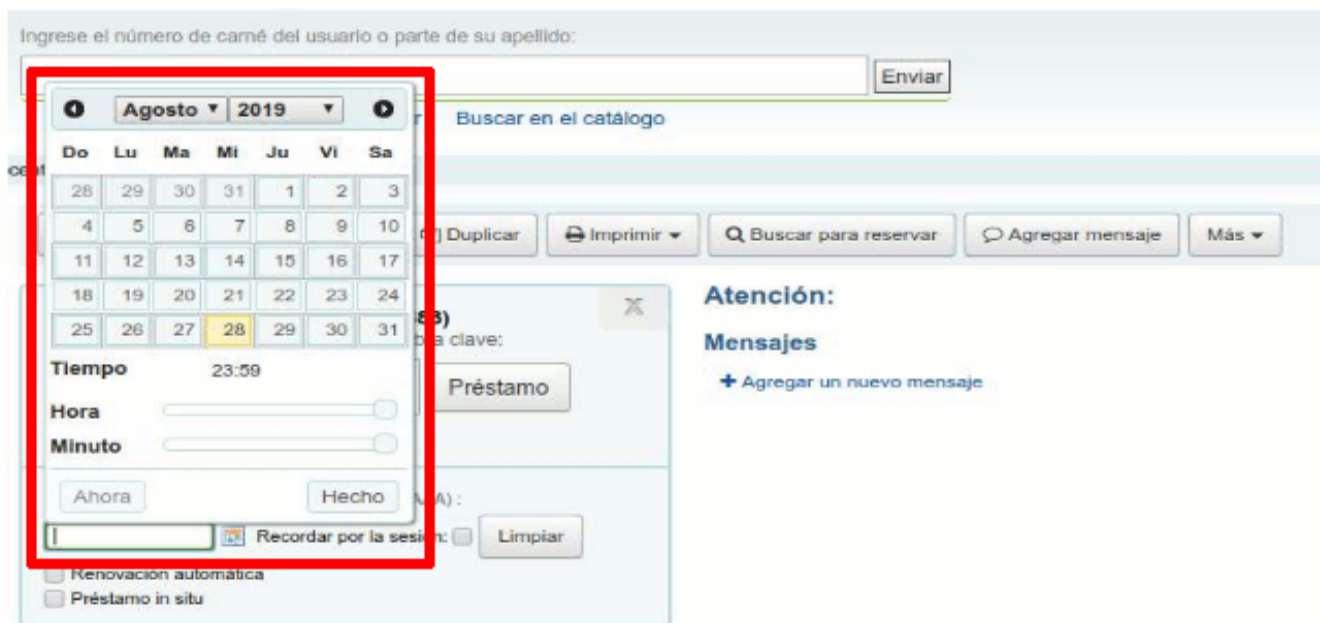 Ingrese el número de carné del usuario o parte de su apellido:
Enviar
Agosto 2019
Buscar en el catálogo
Do Lu Ma Mi Ju Vi Sa
28 29 30 31 1 2 3
4 5 6 7 8 9 10
Duplicar Imprimir Buscar para reservar Agregar mensaje Más
11 12 13 14 15 16 17
18 19 20 21 22 23 24
Atención:
25 26 27 28 29 30 31
clave:
Mensajes
Tiempo 23:59
Préstamo
Agregar un nuevo mensaje
Hora
Minuto
Ahora Hecho
Recordar por la sesión: Limpiar
Renovación automática
Préstamo in situ